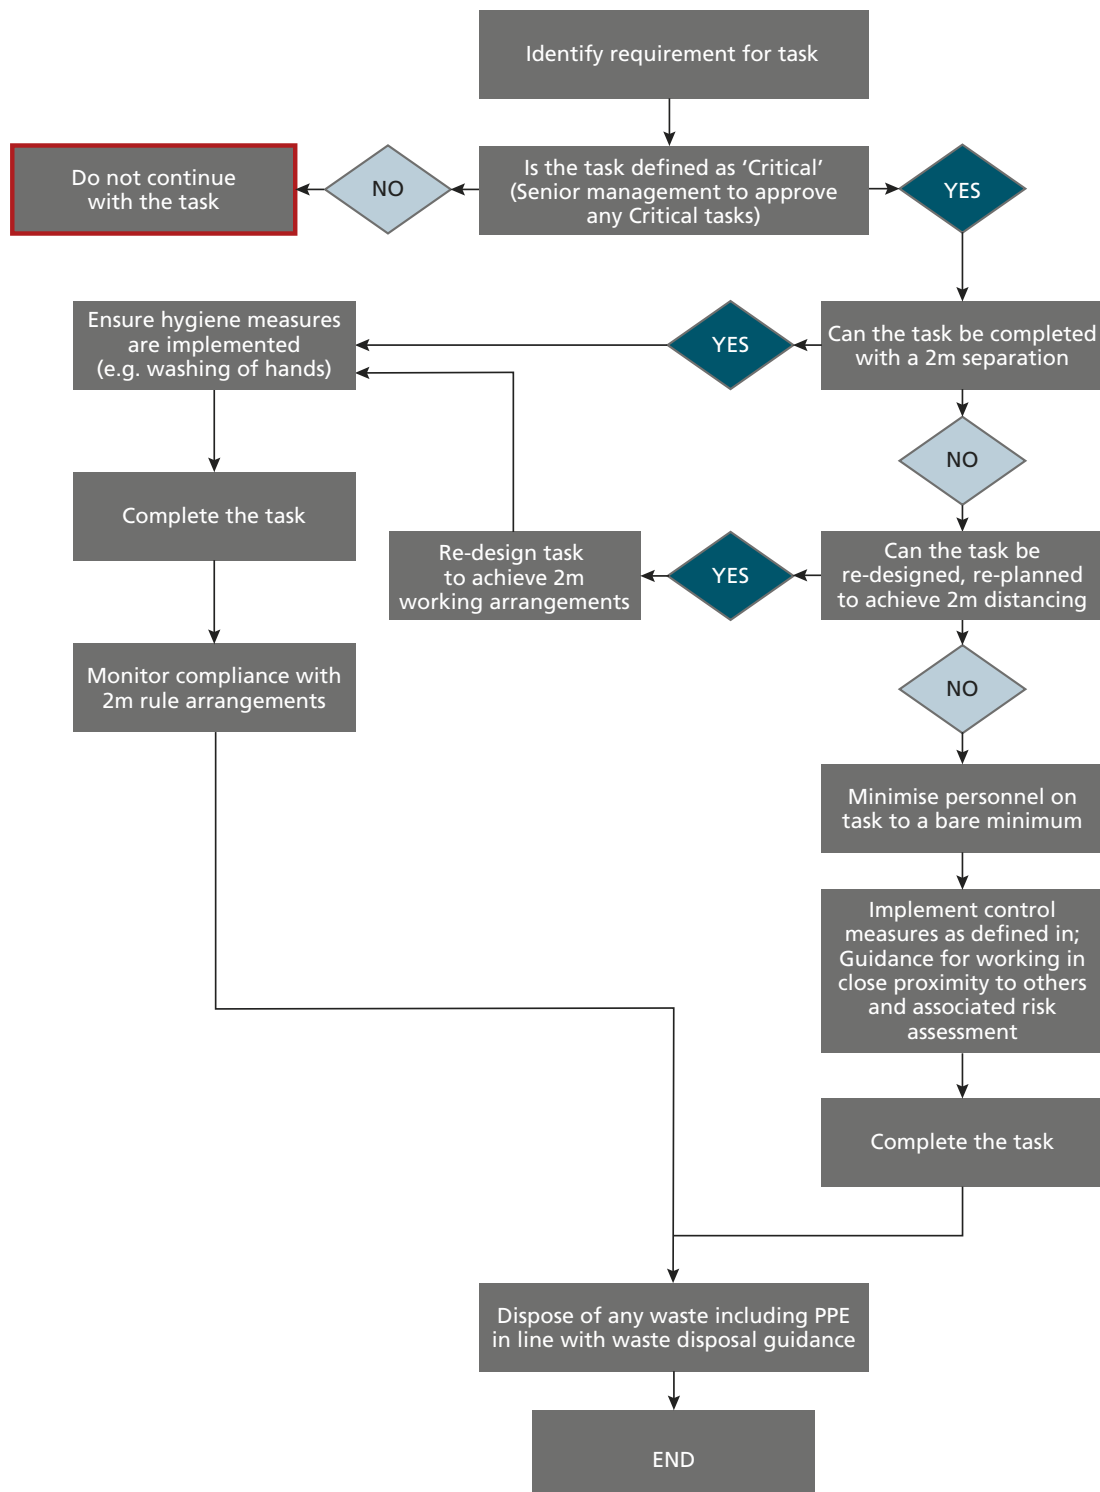 Identify requirement for task
Do not continue
with the task
NO
Is the task defined as ‘Critical’
(Senior management to approve
any Critical tasks)
YES
Ensure hygiene measures
are implemented
(e.g. washing of hands)
YES
Can the task be completed
with a 2m separation
NO
Complete the task
Re-design task
to achieve 2m
working arrangements
YES
Can the task be
re-designed, re-planned
to achieve 2m distancing
Monitor compliance with
2m rule arrangements
NO
Minimise personnel on
task to a bare minimum
Implement control
measures as defined in;
Guidance for working in
close proximity to others
and associated risk
assessment
Complete the task
Dispose of any waste including PPE
in line with waste disposal guidance
END